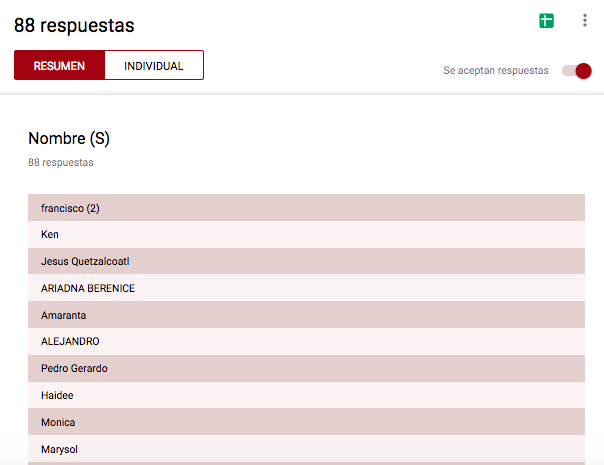 88 respuestas
RESUMEN
INDIVIDUAL
Se aceptan respuestas
Nombre (S)
88 respuestas
francisco (2)
Ken
Jesus Quetzalcoatl
ARIADNA BERENICE
Amaranta
ALEJANDRO
Pedro Gerardo
Haidee
Monica
Marysol